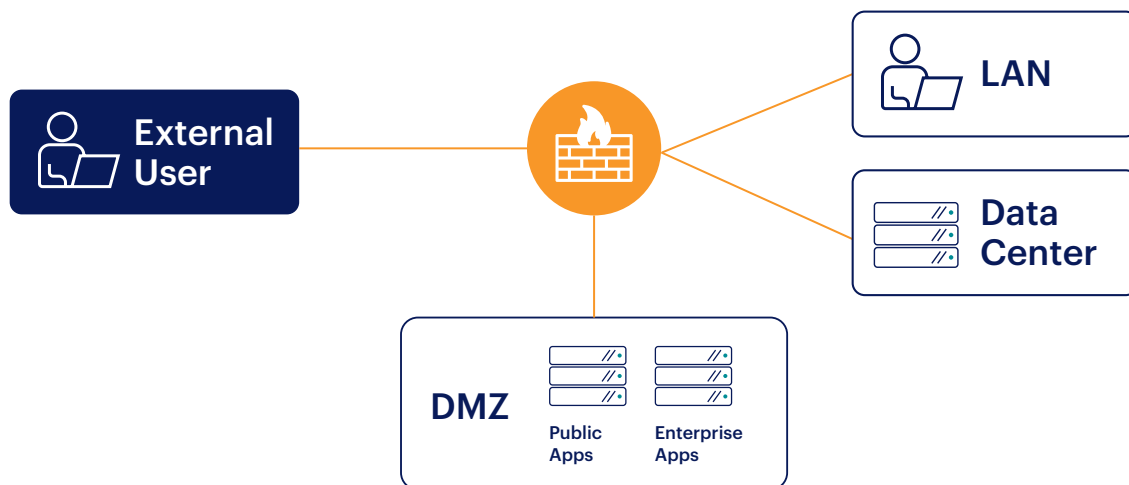 LAN
External
User
Data
Center
DMZ
Public
Apps
Enterprise
Apps